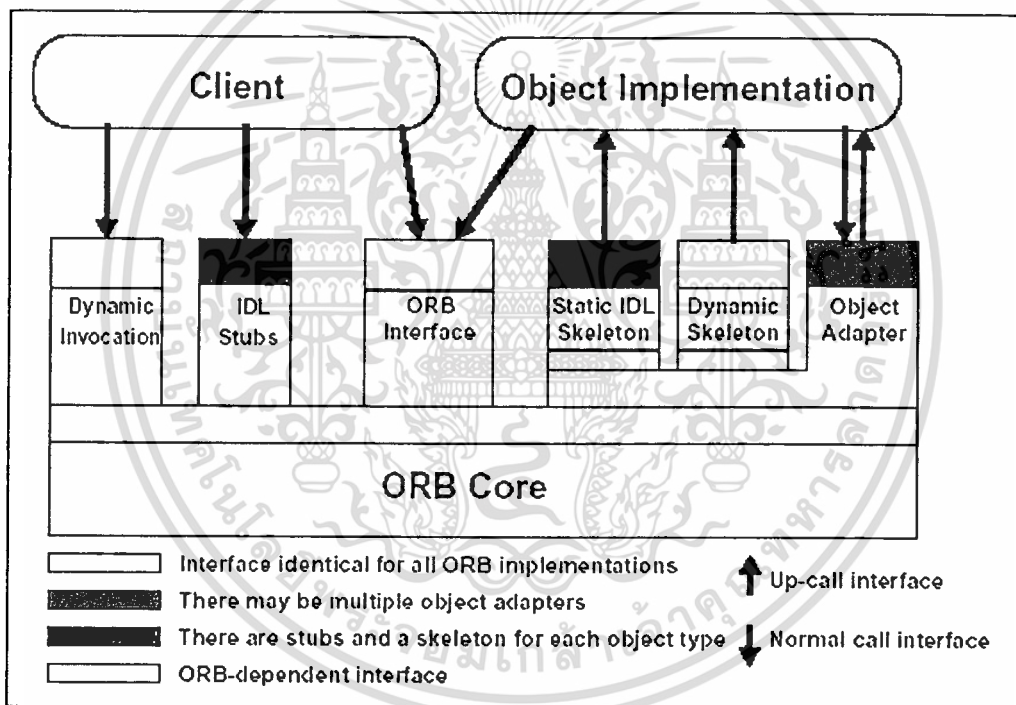 Client
Object Implementation
Dynamic Invocation
IDL Stubs
ORB Interface
Static IDL Skeleton
Dynamic Skeleton
Object Adapter
ORB Core
Interface identical for all ORB implementations
There may be multiple object adapters
There are stubs and a skeleton for each object type
ORB-dependent interface
Up-call interface
Normal call interface